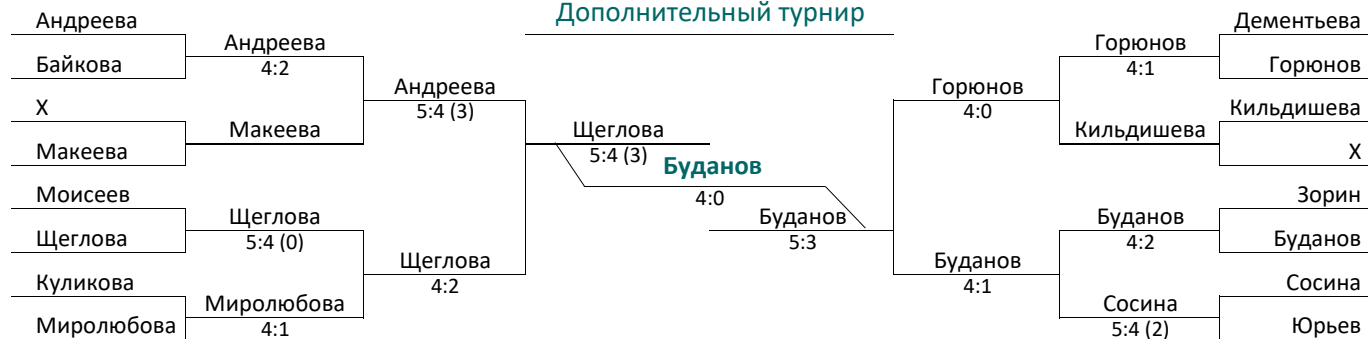 Дополнительный турнир
Андреева
Байкова
Х
Макеева
Моисеев
Щеглова
Куликова
Миролюбова
Андреева
4:2
Макеева
Щеглова
5:4 (0)
Миролюбова
4:1
Андреева
5:4 (3)
Щеглова
4:2
Щеглова
5:4 (3)
Буданов
4:0
Буданов
5:3
Горюнов
4:0
Буданов
4:1
Горюнов
4:1
Кильдишева
Буданов
4:2
Сосина
5:4 (2)
Дементьева
Горюнов
Кильдишева
Х
Зорин
Буданов
Сосина
Юрьев